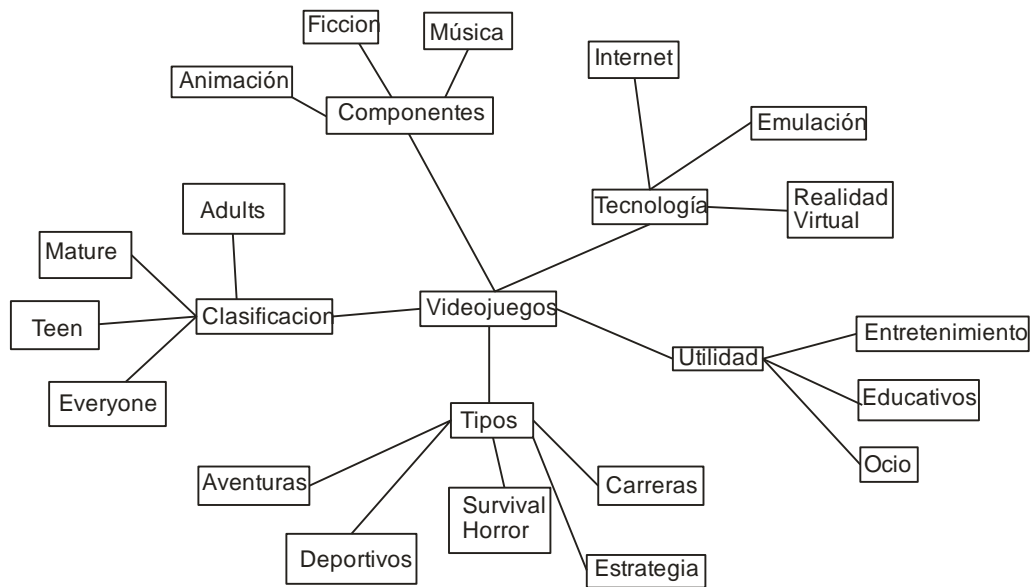 Ficcion
Música
Animación
Componentes
Internet
Emulación
Tecnología
Realidad
Virtual
Adults
Mature
Teen
Clasificacion
Everyone
Videojuegos
Utilidad
Entretenimiento
Educativos
Ocio
Tipos
Aventuras
Deportivos
Survival
Horror
Carreras
Estrategia